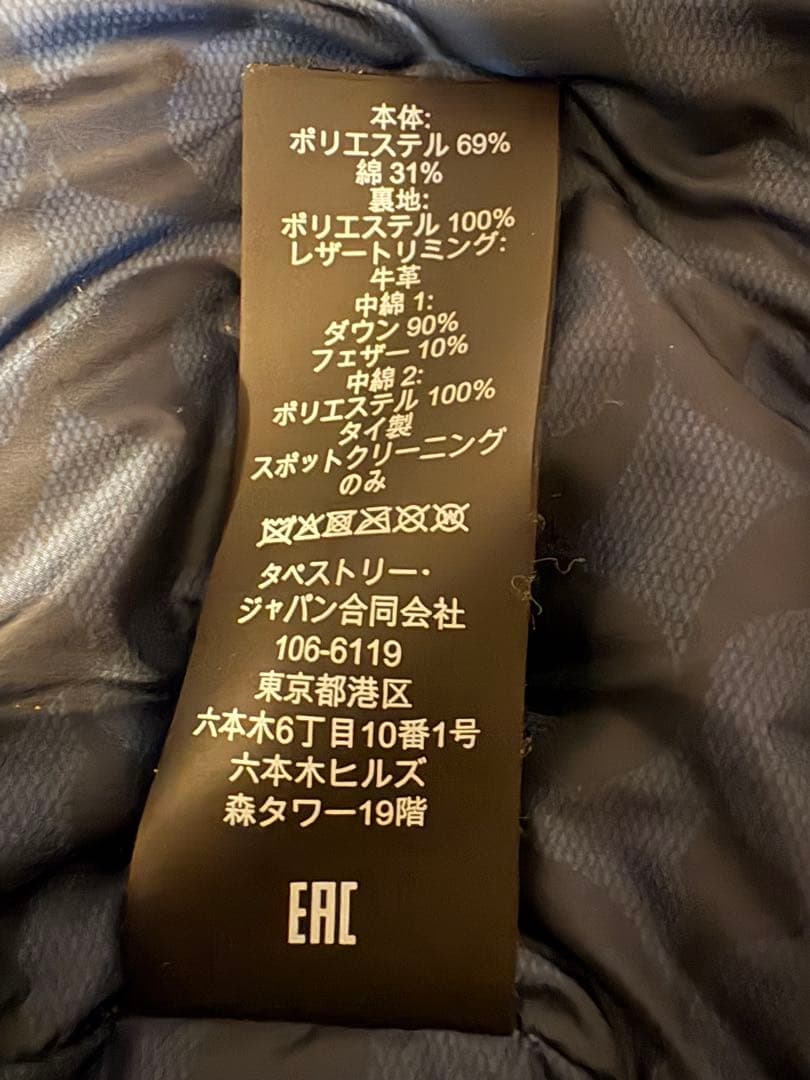 本体:
ポリエステル 69%
綿 31%
裏地:
ポリエステル 100%
レザートリミング:
牛革
中綿 1:
ダウン 90%
フェザー 10%
中綿 2:
ポリエステル 100%
タイ製
スポットクリーニング
のみ
タペストリー・
ジャパン合同会社
106-6119
東京都港区
六本木6丁目10番1号
六本木ヒルズ
森タワー19階
EAC